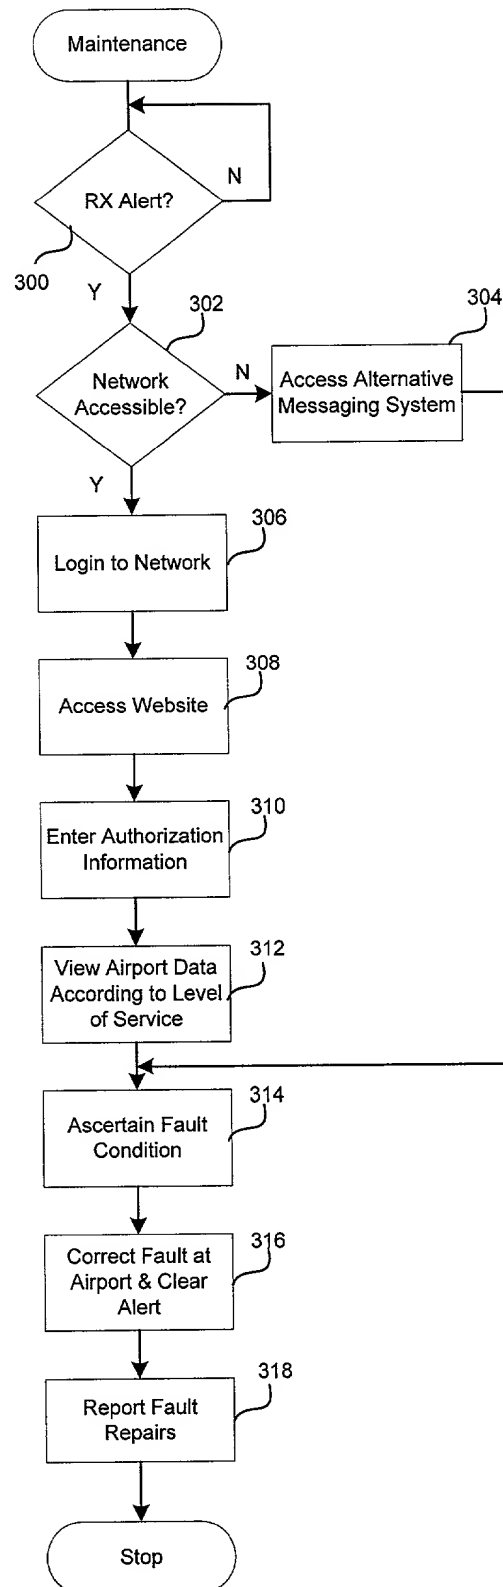 Maintenance
RX Alert?
N
300
Y
302
304
Network
Accessible?
N
Access Alternative
Messaging System
Y
306
Login to Network
308
Access Website
310
Enter Authorization
Information
312
View Airport Data
According to Level
of Service
314
Ascertain Fault
Condition
316
Correct Fault at
Airport & Clear
Alert
318
Report Fault
Repairs
Stop